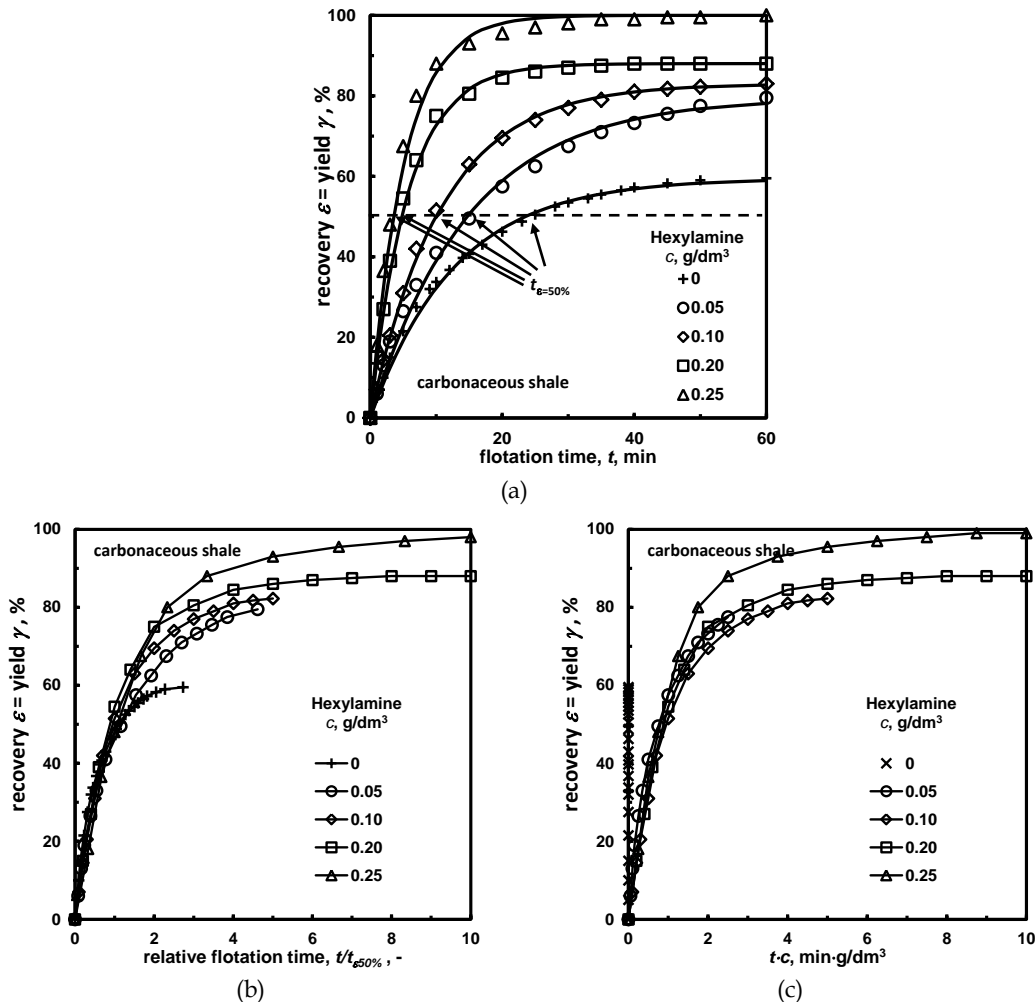 100
80
60
40
20
0
recovery ε = yield γ, %
Hexylamine
c, g/dm³
0
0.05
0.10
0.20
0.25
tε=50%
carbonaceous shale
0 10 20 30 40 50 60
flotation time, t, min
(a)
100
80
60
40
20
0
recovery ε = yield γ, %
carbonaceous shale
Hexylamine
c, g/dm³
0
0.05
0.10
0.20
0.25
0 2 4 6 8 10
relative flotation time, t/tε50% , -
(b)
100
80
60
40
20
0
recovery ε = yield γ, %
carbonaceous shale
Hexylamine
c, g/dm³
0
0.05
0.10
0.20
0.25
0 2 4 6 8 10
t·c, min·g/dm³
(c)